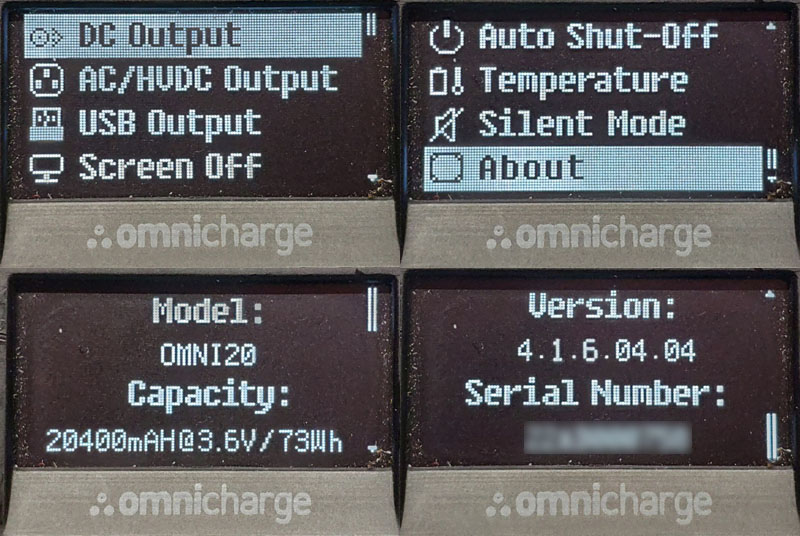 DC Output
AC/HVDC Output
USB Output
Screen Off
omnicharge
Auto Shut-Off
Temperature
Silent Mode
About
omnicharge
Model:
OMNI20
Capacity:
20400mAH@3.6V/73Wh
omnicharge
Version:
4.1.6.04.04
Serial Number:
omnicharge